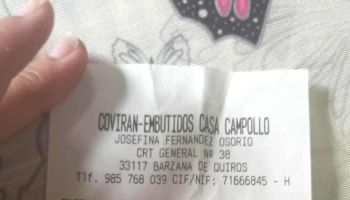 COVIRAN-EMBUTIDOS CASA CAMPOLLO
JOSEFINA FERNANDEZ OSORIO
CRT GENERAL Nº 38
33117 BARZANA DE QUIROS
Tlf. 985 768 039 CIF/NIF: 71666845 - H